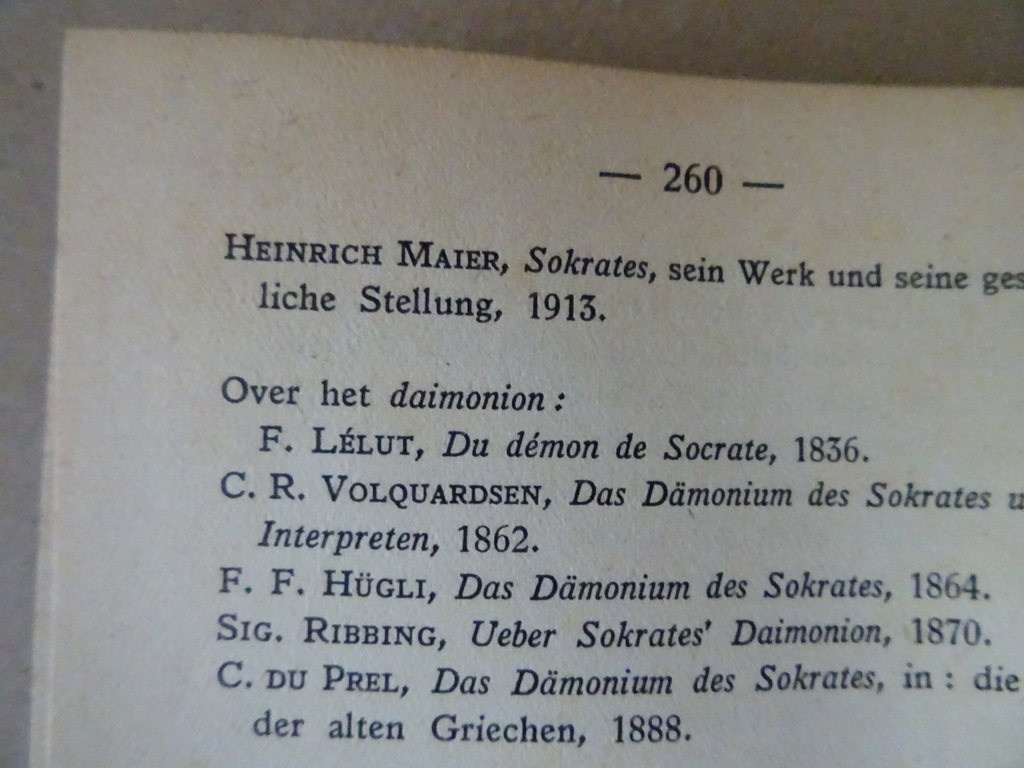 — 260 —
HEINRICH MAIER, Sokrates, sein Werk und seine ges
liche Stellung, 1913.
Over het daimonion :
F. LÉLUT, Du démon de Socrate, 1836.
C. R. VOLQUARDSEN, Das Dämonium des Sokrates u
Interpreten, 1862.
F. F. HÜGLI, Das Dämonium des Sokrates, 1864.
SIG. RIBBING, Ueber Sokrates' Daimonion, 1870.
C. DU PREL, Das Dämonium des Sokrates, in : die
der alten Griechen, 1888.